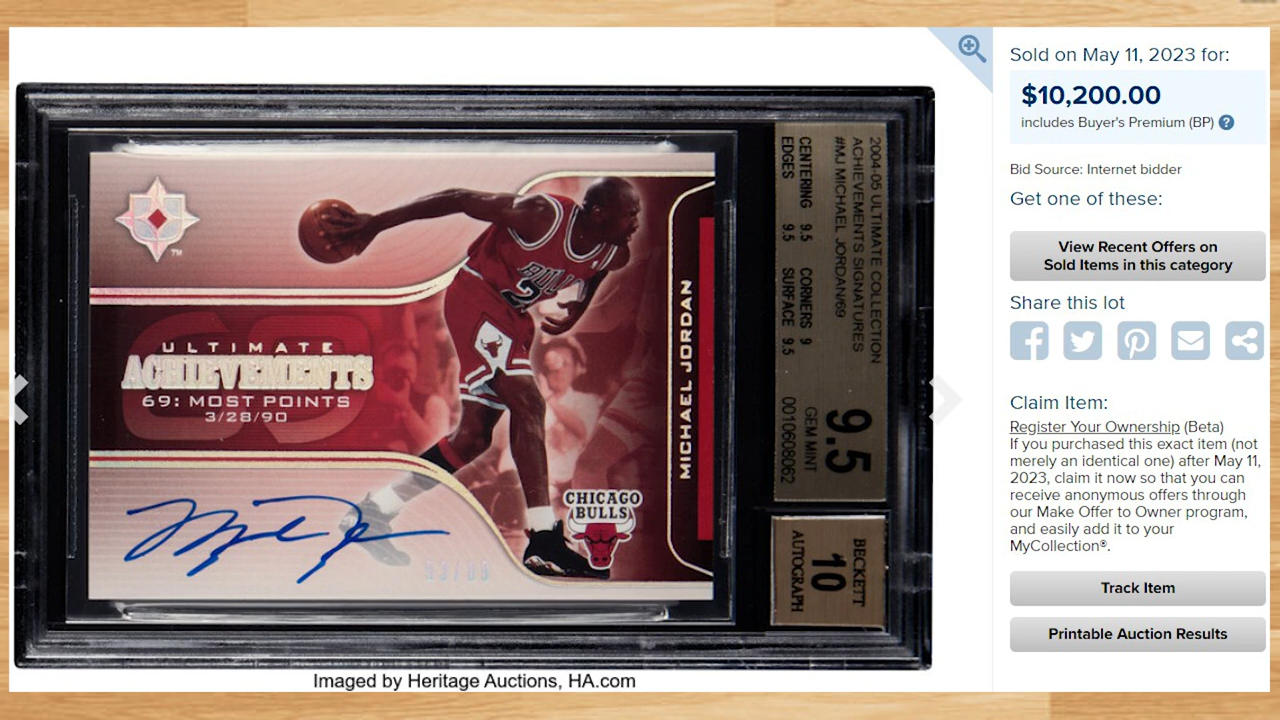 ULTIMATE
ACHIEVEMENTS
69: MOST POINTS
3/28/90
TM
BULLS
2
MICHAEL JORDAN
CHICAGO
BULLS
2004-05 ULTIMATE COLLECTION
ACHIEVEMENTS SIGNATURES
#MJ MICHAEL JORDAN/69
CENTERING 9.5 CORNERS 9
EDGES 9.5 SURFACE 9.5
9.5
GEM MINT
0010608062
BECKETT
10
AUTOGRAPH
Imaged by Heritage Auctions, HA.com
Sold on May 11, 2023 for:
$10,200.00
includes Buyer's Premium (BP) ?
Bid Source: Internet bidder
Get one of these:
View Recent Offers on
Sold Items in this category
Share this lot
Claim Item:
Register Your Ownership (Beta)
If you purchased this exact item (not
merely an identical one) after May 11,
2023, claim it now so that you can
receive anonymous offers through
our Make Offer to Owner program,
and easily add it to your
MyCollection®.
Track Item
Printable Auction Results